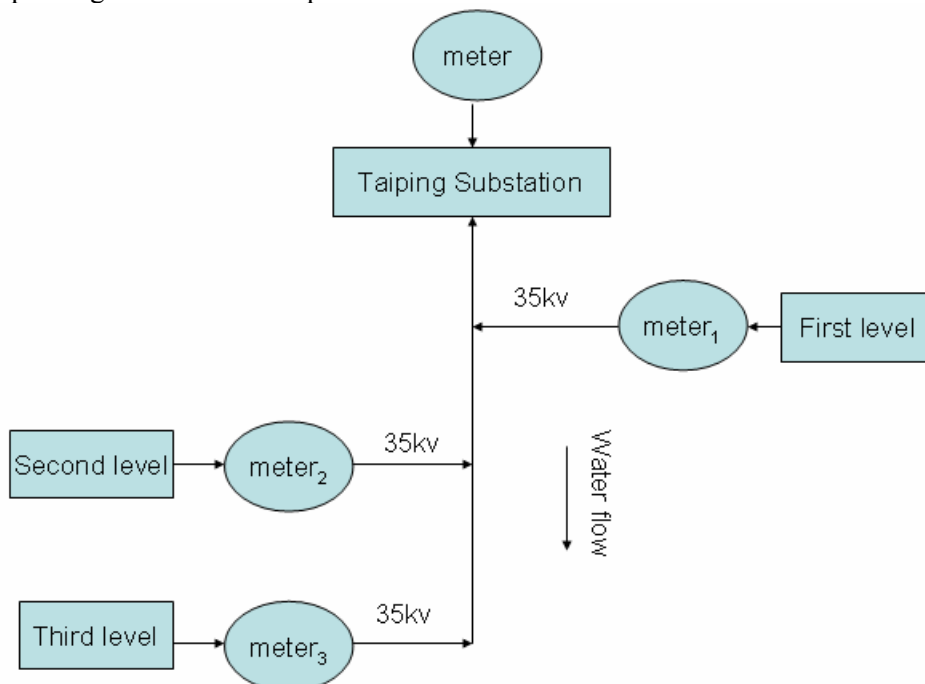 meter
Taiping Substation
35kv
meter1
First level
Second level
meter2
35kv
Water flow
Third level
meter3
35kv